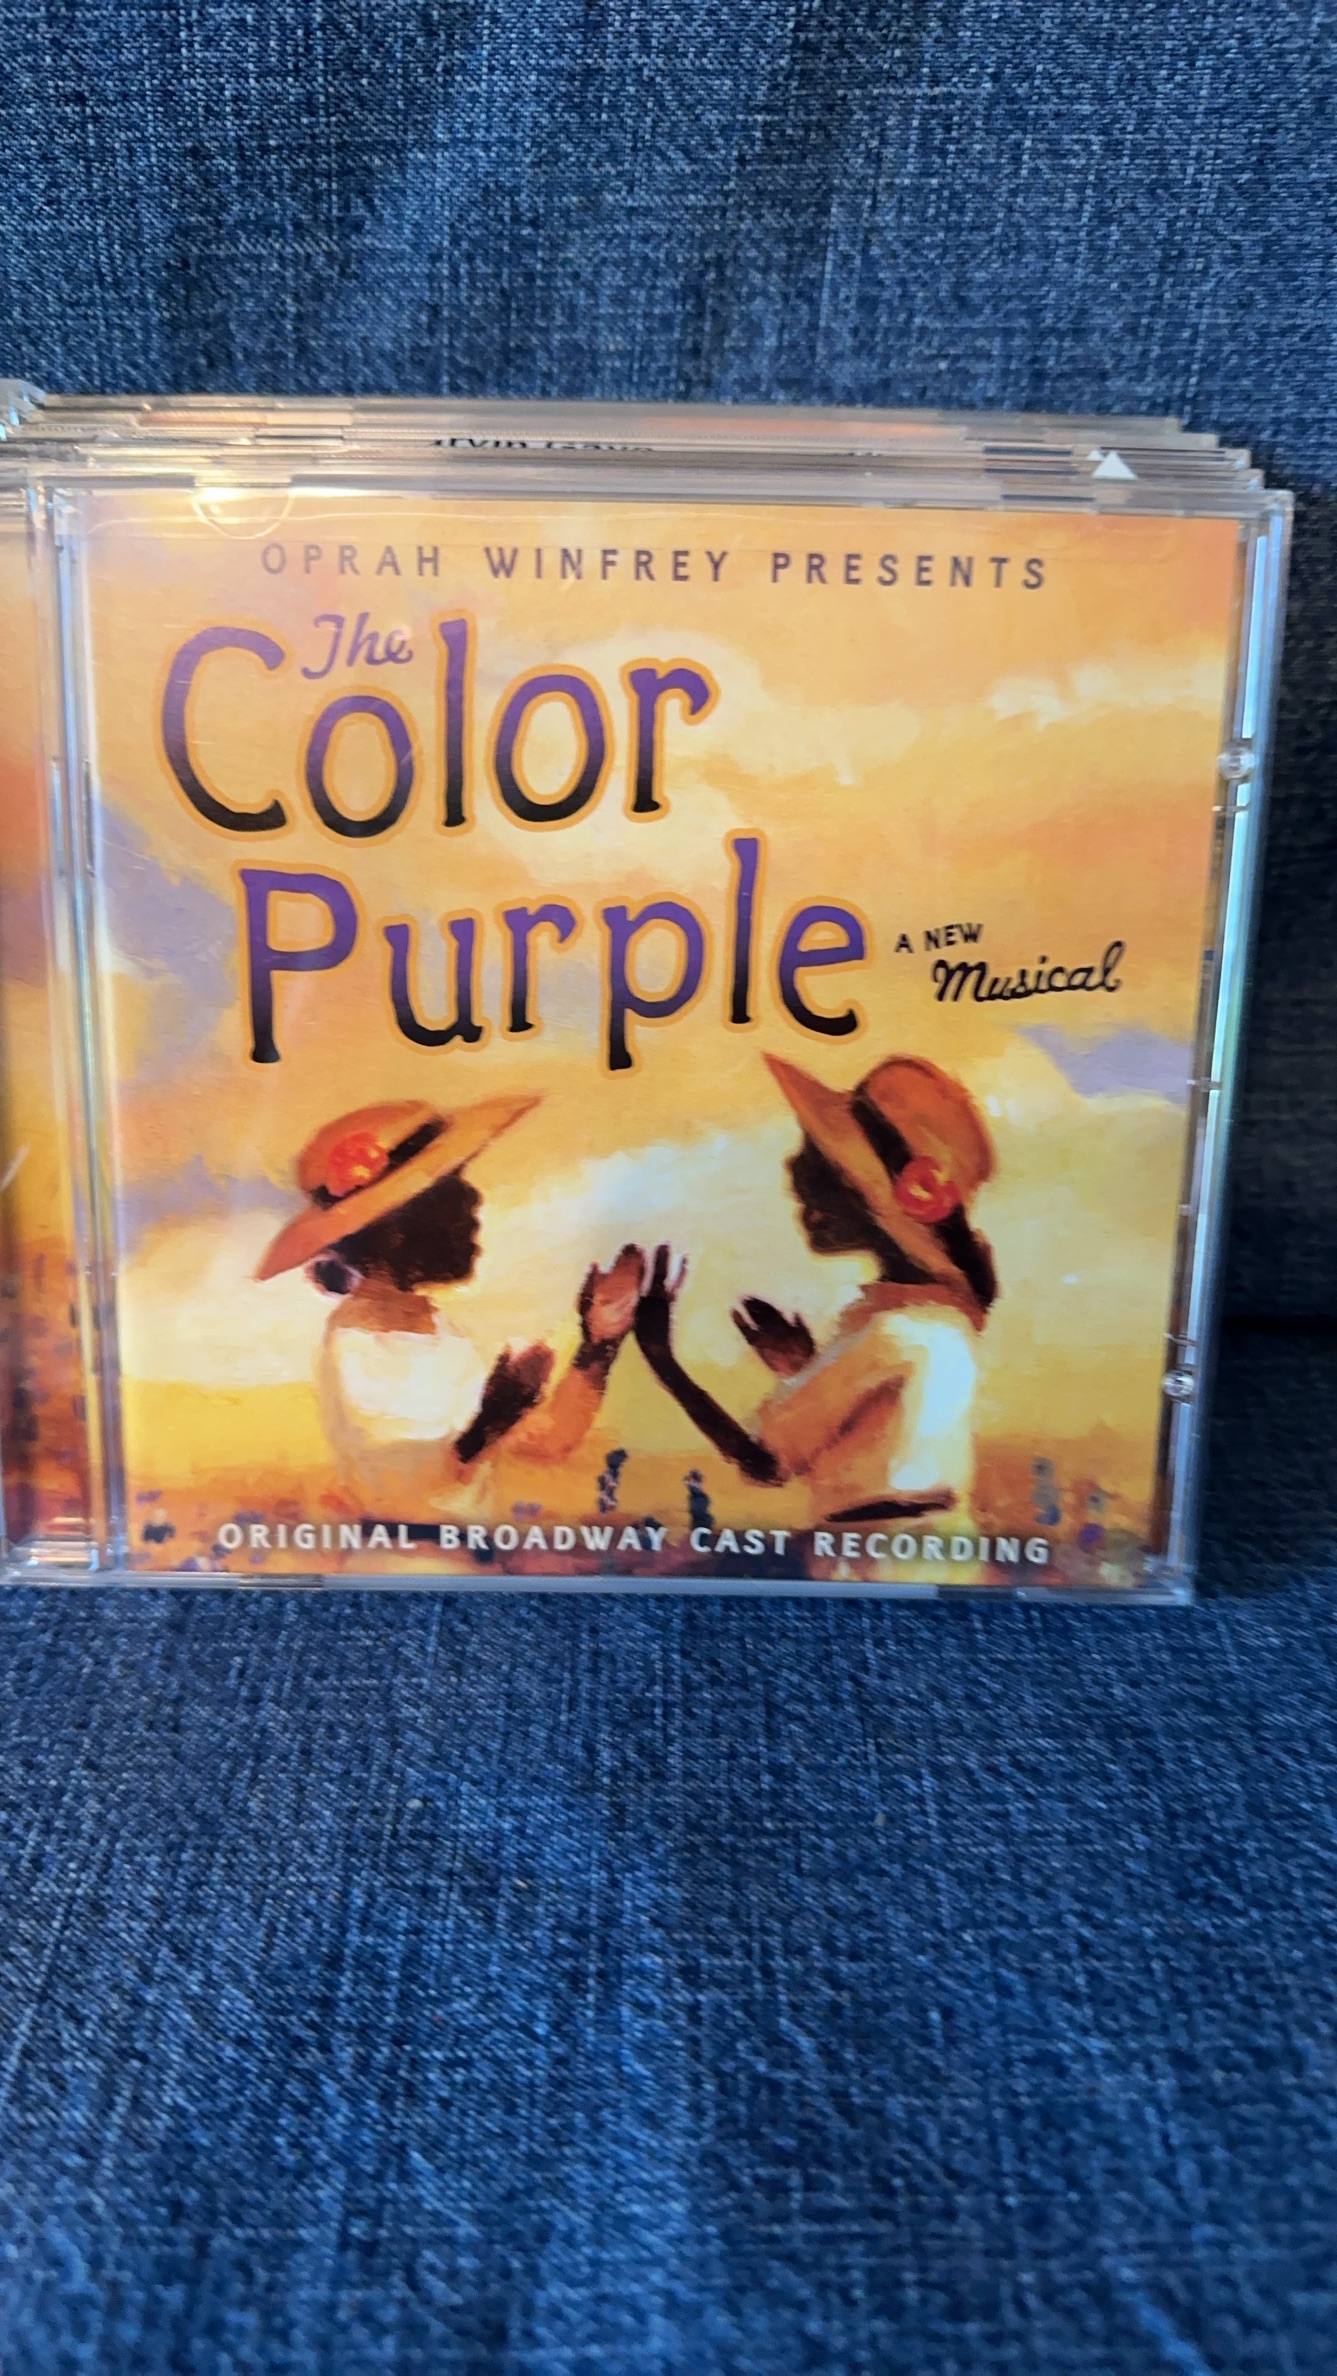 OPRAH WINFREY PRESENTS
The
Color
Purple
A NEW
Musical
ORIGINAL BROADWAY CAST RECORDING